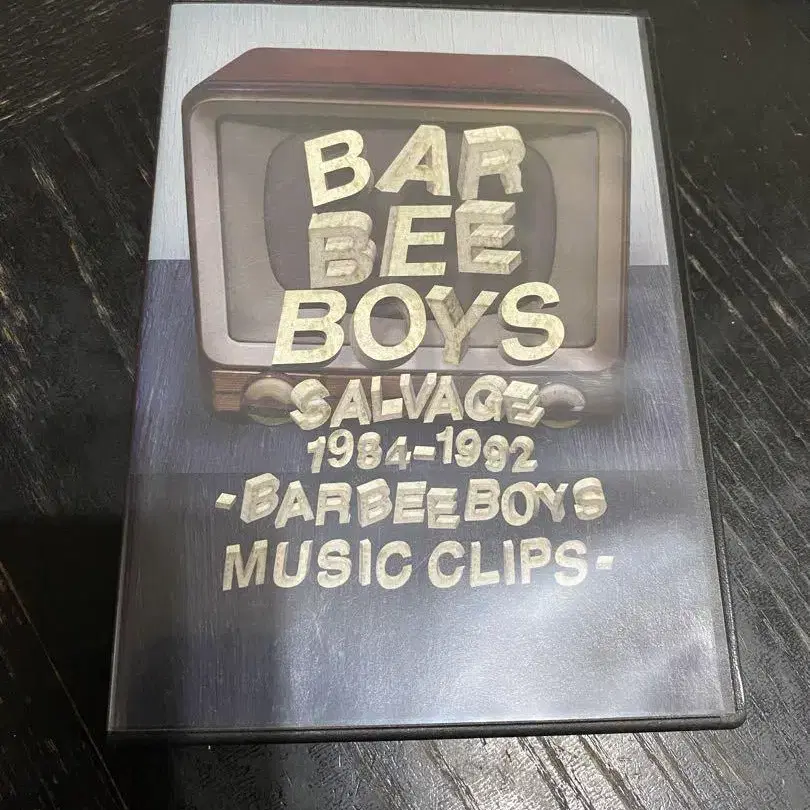 BAR
BEE
BOYS
SALVAGE
1984-1992
-BARBEE BOYS
MUSIC CLIPS-